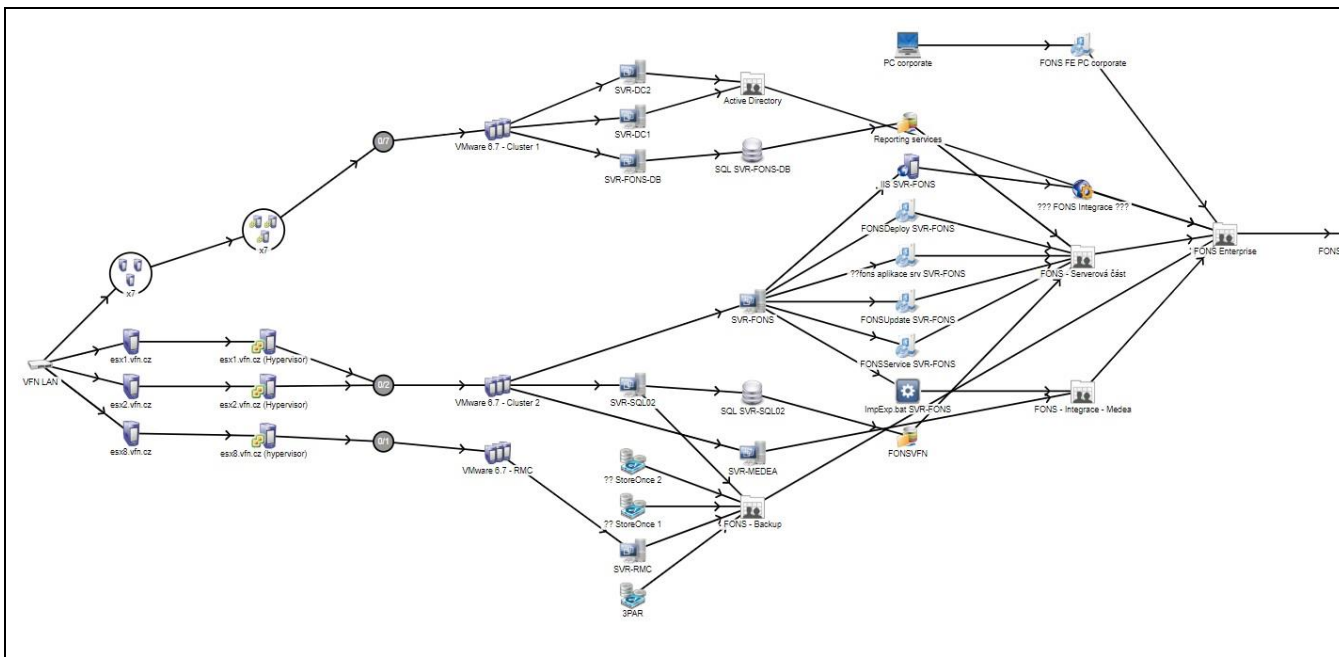 PC corporate
FONS FE PC corporate
SVR-DC2
Active Directory
SVR-DC1
0/7
VMware 6.7 - Cluster 1
Reporting services
SVR-FONS-DB
SQL SVR-FONS-DB
IIS SVR-FONS
??? FONS Integrace ???
x7
FONSDeploy SVR-FONS
FONS Enterprise
FONS
x7
??fons aplikace srv SVR-FONS
FONS - Serverová část
SVR-FONS
FONSUpdate SVR-FONS
esx1.vfn.cz
esx1.vfn.cz (Hypervisor)
FONSService SVR-FONS
VFN LAN
0/2
esx2.vfn.cz
esx2.vfn.cz (Hypervisor)
VMware 6.7 - Cluster 2
SVR-SQL02
SQL SVR-SQL02
ImpExp.bat SVR-FONS
FONS - Integrace - Medea
esx8.vfn.cz
esx8.vfn.cz (hypervisor)
0/1
VMware 6.7 - RMC
SVR-MEDEA
FONSVFN
?? StoreOnce 2
?? StoreOnce 1
FONS - Backup
SVR-RMC
3PAR